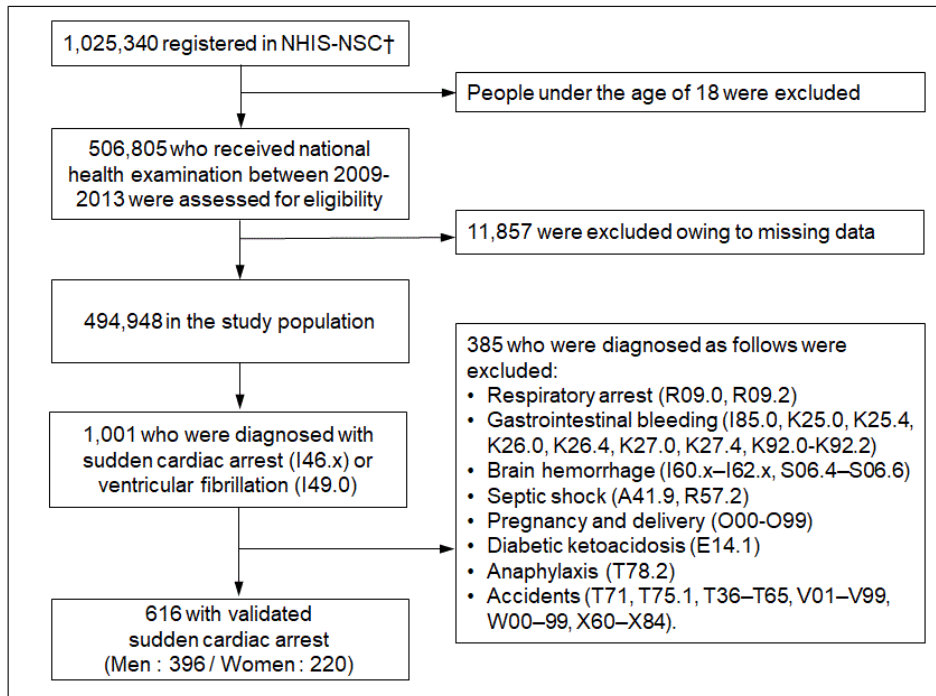 1,025,340 registered in NHIS-NSC†
People under the age of 18 were excluded
506,805 who received national
health examination between 2009-
2013 were assessed for eligibility
11,857 were excluded owing to missing data
494,948 in the study population
385 who were diagnosed as follows were
excluded:
• Respiratory arrest (R09.0, R09.2)
• Gastrointestinal bleeding (I85.0, K25.0, K25.4,
K26.0, K26.4, K27.0, K27.4, K92.0-K92.2)
• Brain hemorrhage (I60.x–I62.x, S06.4–S06.6)
• Septic shock (A41.9, R57.2)
• Pregnancy and delivery (O00-O99)
• Diabetic ketoacidosis (E14.1)
• Anaphylaxis (T78.2)
• Accidents (T71, T75.1, T36–T65, V01–V99,
W00–99, X60–X84).
1,001 who were diagnosed with
sudden cardiac arrest (I46.x) or
ventricular fibrillation (I49.0)
616 with validated
sudden cardiac arrest
(Men : 396 / Women : 220)